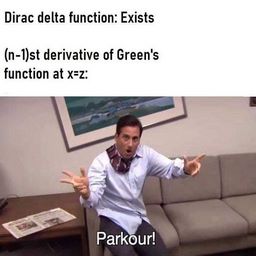 Dirac delta function: Exists
(n-1)st derivative of Green's
function at x=z:
Parkour!